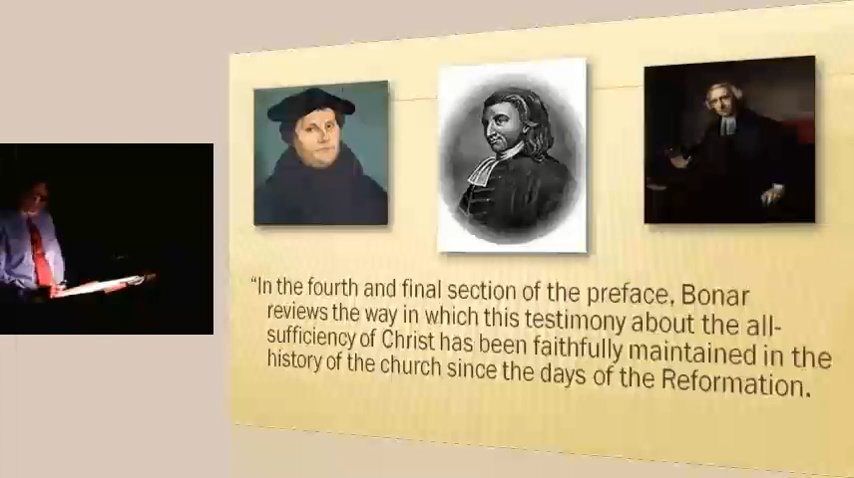 “In the fourth and final section of the preface, Bonar
reviews the way in which this testimony about the all-
sufficiency of Christ has been faithfully maintained in the
history of the church since the days of the Reformation.